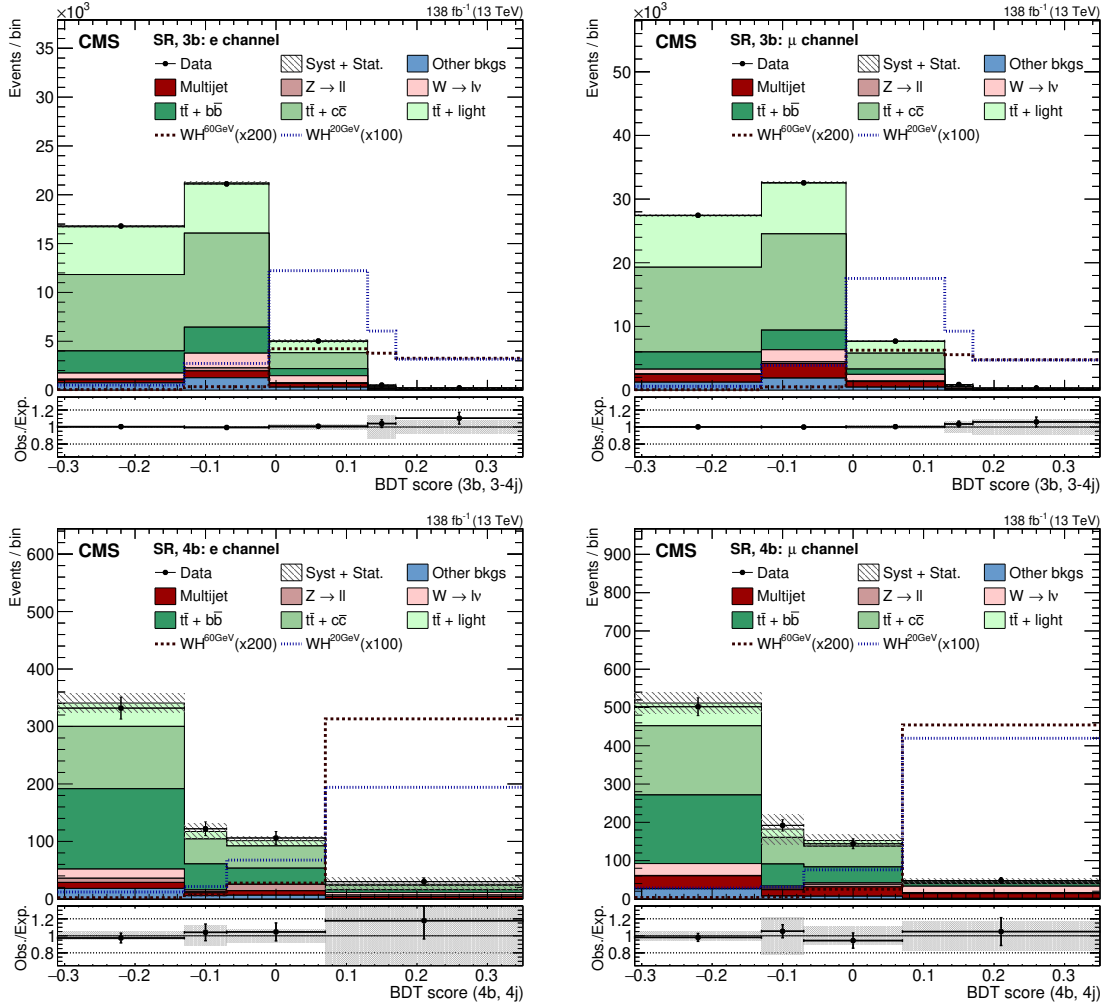 ×10³ 138 fb⁻¹ (13 TeV)
CMS SR, 3b: e channel
Events / bin
Data Syst + Stat. Other bkgs
Multijet Z → ll W → lν
tt̄ + bb̄ tt̄ + cc̄ tt̄ + light
WH^60GeV (x200) WH^20GeV (x100)
35
30
25
20
15
10
5
0
Obs./Exp.
1.2
1
0.8
−0.3 −0.2 −0.1 0 0.1 0.2 0.3
BDT score (3b, 3-4j)
×10³ 138 fb⁻¹ (13 TeV)
CMS SR, 3b: μ channel
Events / bin
Data Syst + Stat. Other bkgs
Multijet Z → ll W → lν
tt̄ + bb̄ tt̄ + cc̄ tt̄ + light
WH^60GeV (x200) WH^20GeV (x100)
50
40
30
20
10
0
Obs./Exp.
1.2
1
0.8
−0.3 −0.2 −0.1 0 0.1 0.2 0.3
BDT score (3b, 3-4j)
138 fb⁻¹ (13 TeV)
CMS SR, 4b: e channel
Events / bin
Data Syst + Stat. Other bkgs
Multijet Z → ll W → lν
tt̄ + bb̄ tt̄ + cc̄ tt̄ + light
WH^60GeV (x200) WH^20GeV (x100)
600
500
400
300
200
100
0
Obs./Exp.
1.2
1
0.8
−0.3 −0.2 −0.1 0 0.1 0.2 0.3
BDT score (4b, 4j)
138 fb⁻¹ (13 TeV)
CMS SR, 4b: μ channel
Events / bin
Data Syst + Stat. Other bkgs
Multijet Z → ll W → lν
tt̄ + bb̄ tt̄ + cc̄ tt̄ + light
WH^60GeV (x200) WH^20GeV (x100)
900
800
700
600
500
400
300
200
100
0
Obs./Exp.
1.2
1
0.8
−0.3 −0.2 −0.1 0 0.1 0.2 0.3
BDT score (4b, 4j)